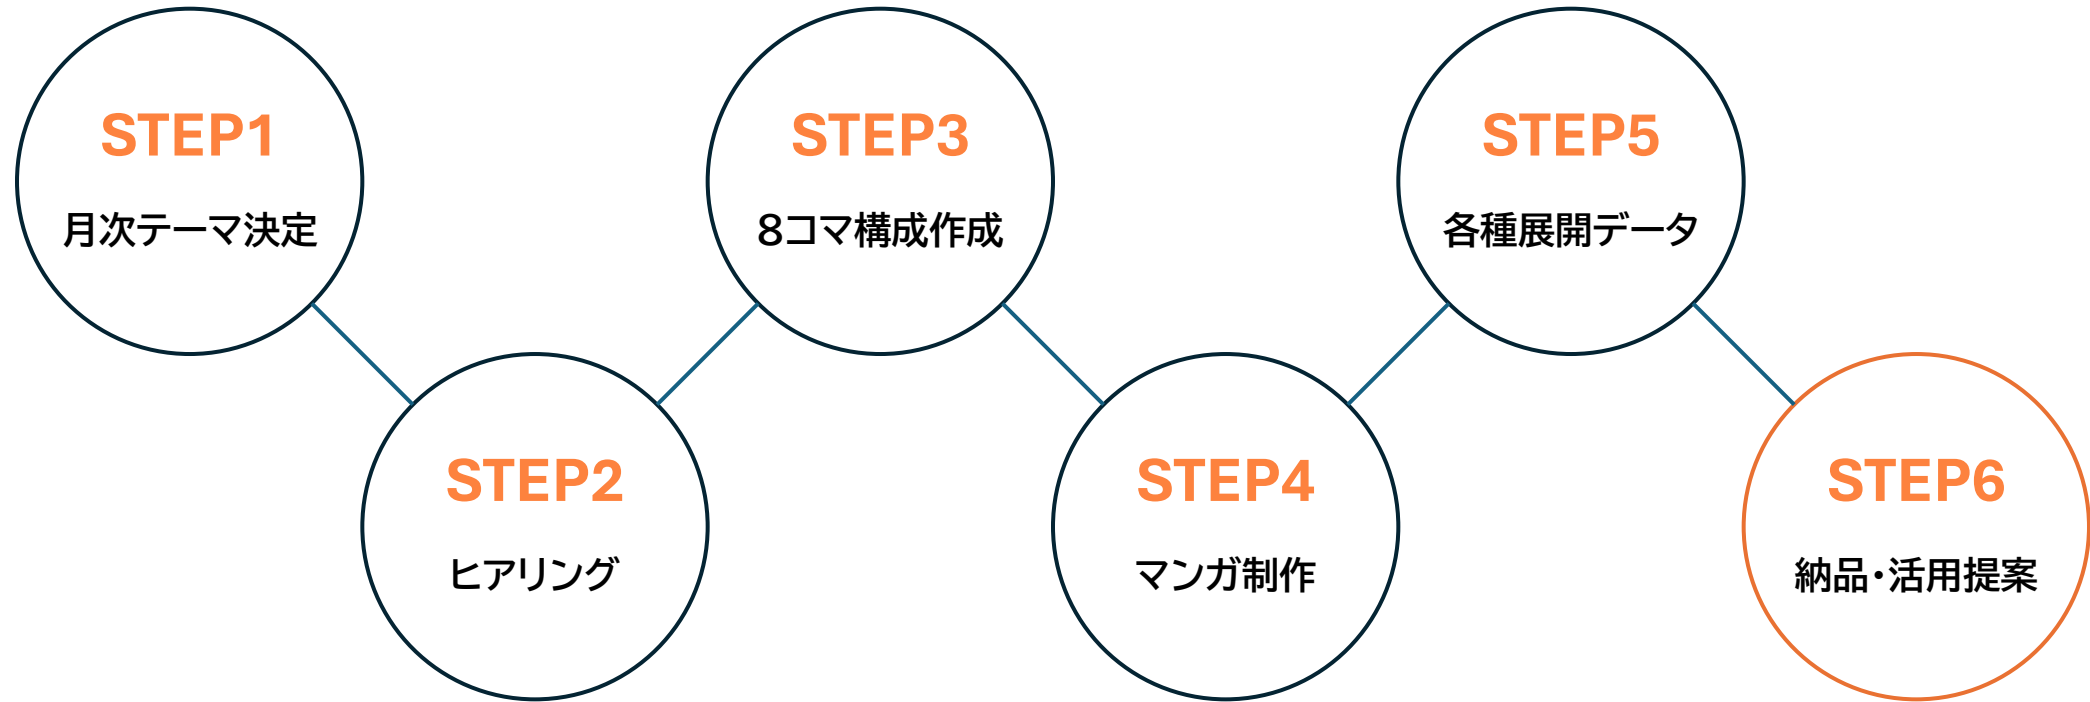 STEP1
月次テーマ決定
STEP2
ヒアリング
STEP3
8コマ構成作成
STEP4
マンガ制作
STEP5
各種展開データ
STEP6
納品・活用提案